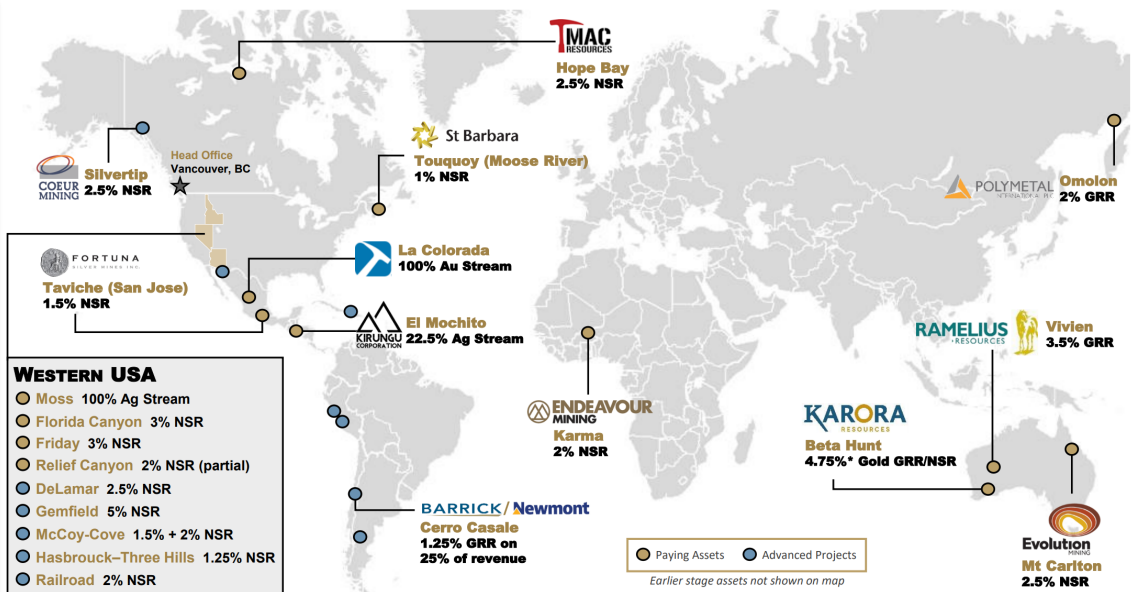 TMAC
RESOURCES
Hope Bay
2.5% NSR
St Barbara
Touquoy (Moose River)
1% NSR
COEUR
MINING
Silvertip
2.5% NSR
Head Office
Vancouver, BC
POLYMETAL
INTERNATIONAL PLC
Omolon
2% GRR
FORTUNA
SILVER MINES INC.
Taviche (San Jose)
1.5% NSR
La Colorada
100% Au Stream
KIRUNGU
CORPORATION
El Mochito
22.5% Ag Stream
RAMELIUS
RESOURCES
Vivien
3.5% GRR
WESTERN USA
Moss 100% Ag Stream
Florida Canyon 3% NSR
Friday 3% NSR
Relief Canyon 2% NSR (partial)
DeLamar 2.5% NSR
Gemfield 5% NSR
McCoy-Cove 1.5% + 2% NSR
Hasbrouck–Three Hills 1.25% NSR
Railroad 2% NSR
ENDEAVOUR
MINING
Karma
2% NSR
KARORA
RESOURCES
Beta Hunt
4.75%* Gold GRR/NSR
BARRICK / Newmont
Cerro Casale
1.25% GRR on
25% of revenue
Evolution
MINING
Mt Carlton
2.5% NSR
Paying Assets Advanced Projects
Earlier stage assets not shown on map